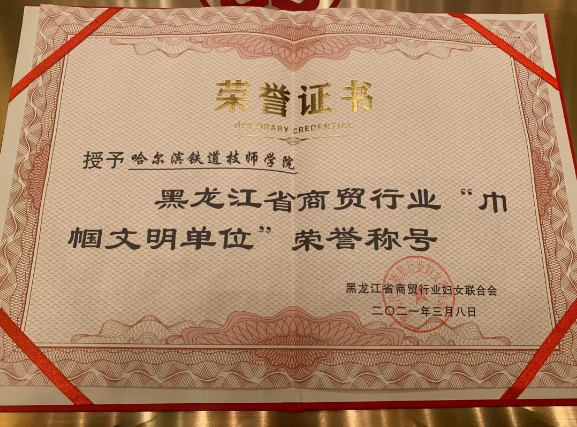 荣誉证书
HONORARY CREDENTIAL
授予哈尔滨铁道技师学院
黑龙江省商贸行业“巾
帼文明单位”荣誉称号
黑龙江省商贸行业妇女联合会
二〇二一年三月八日